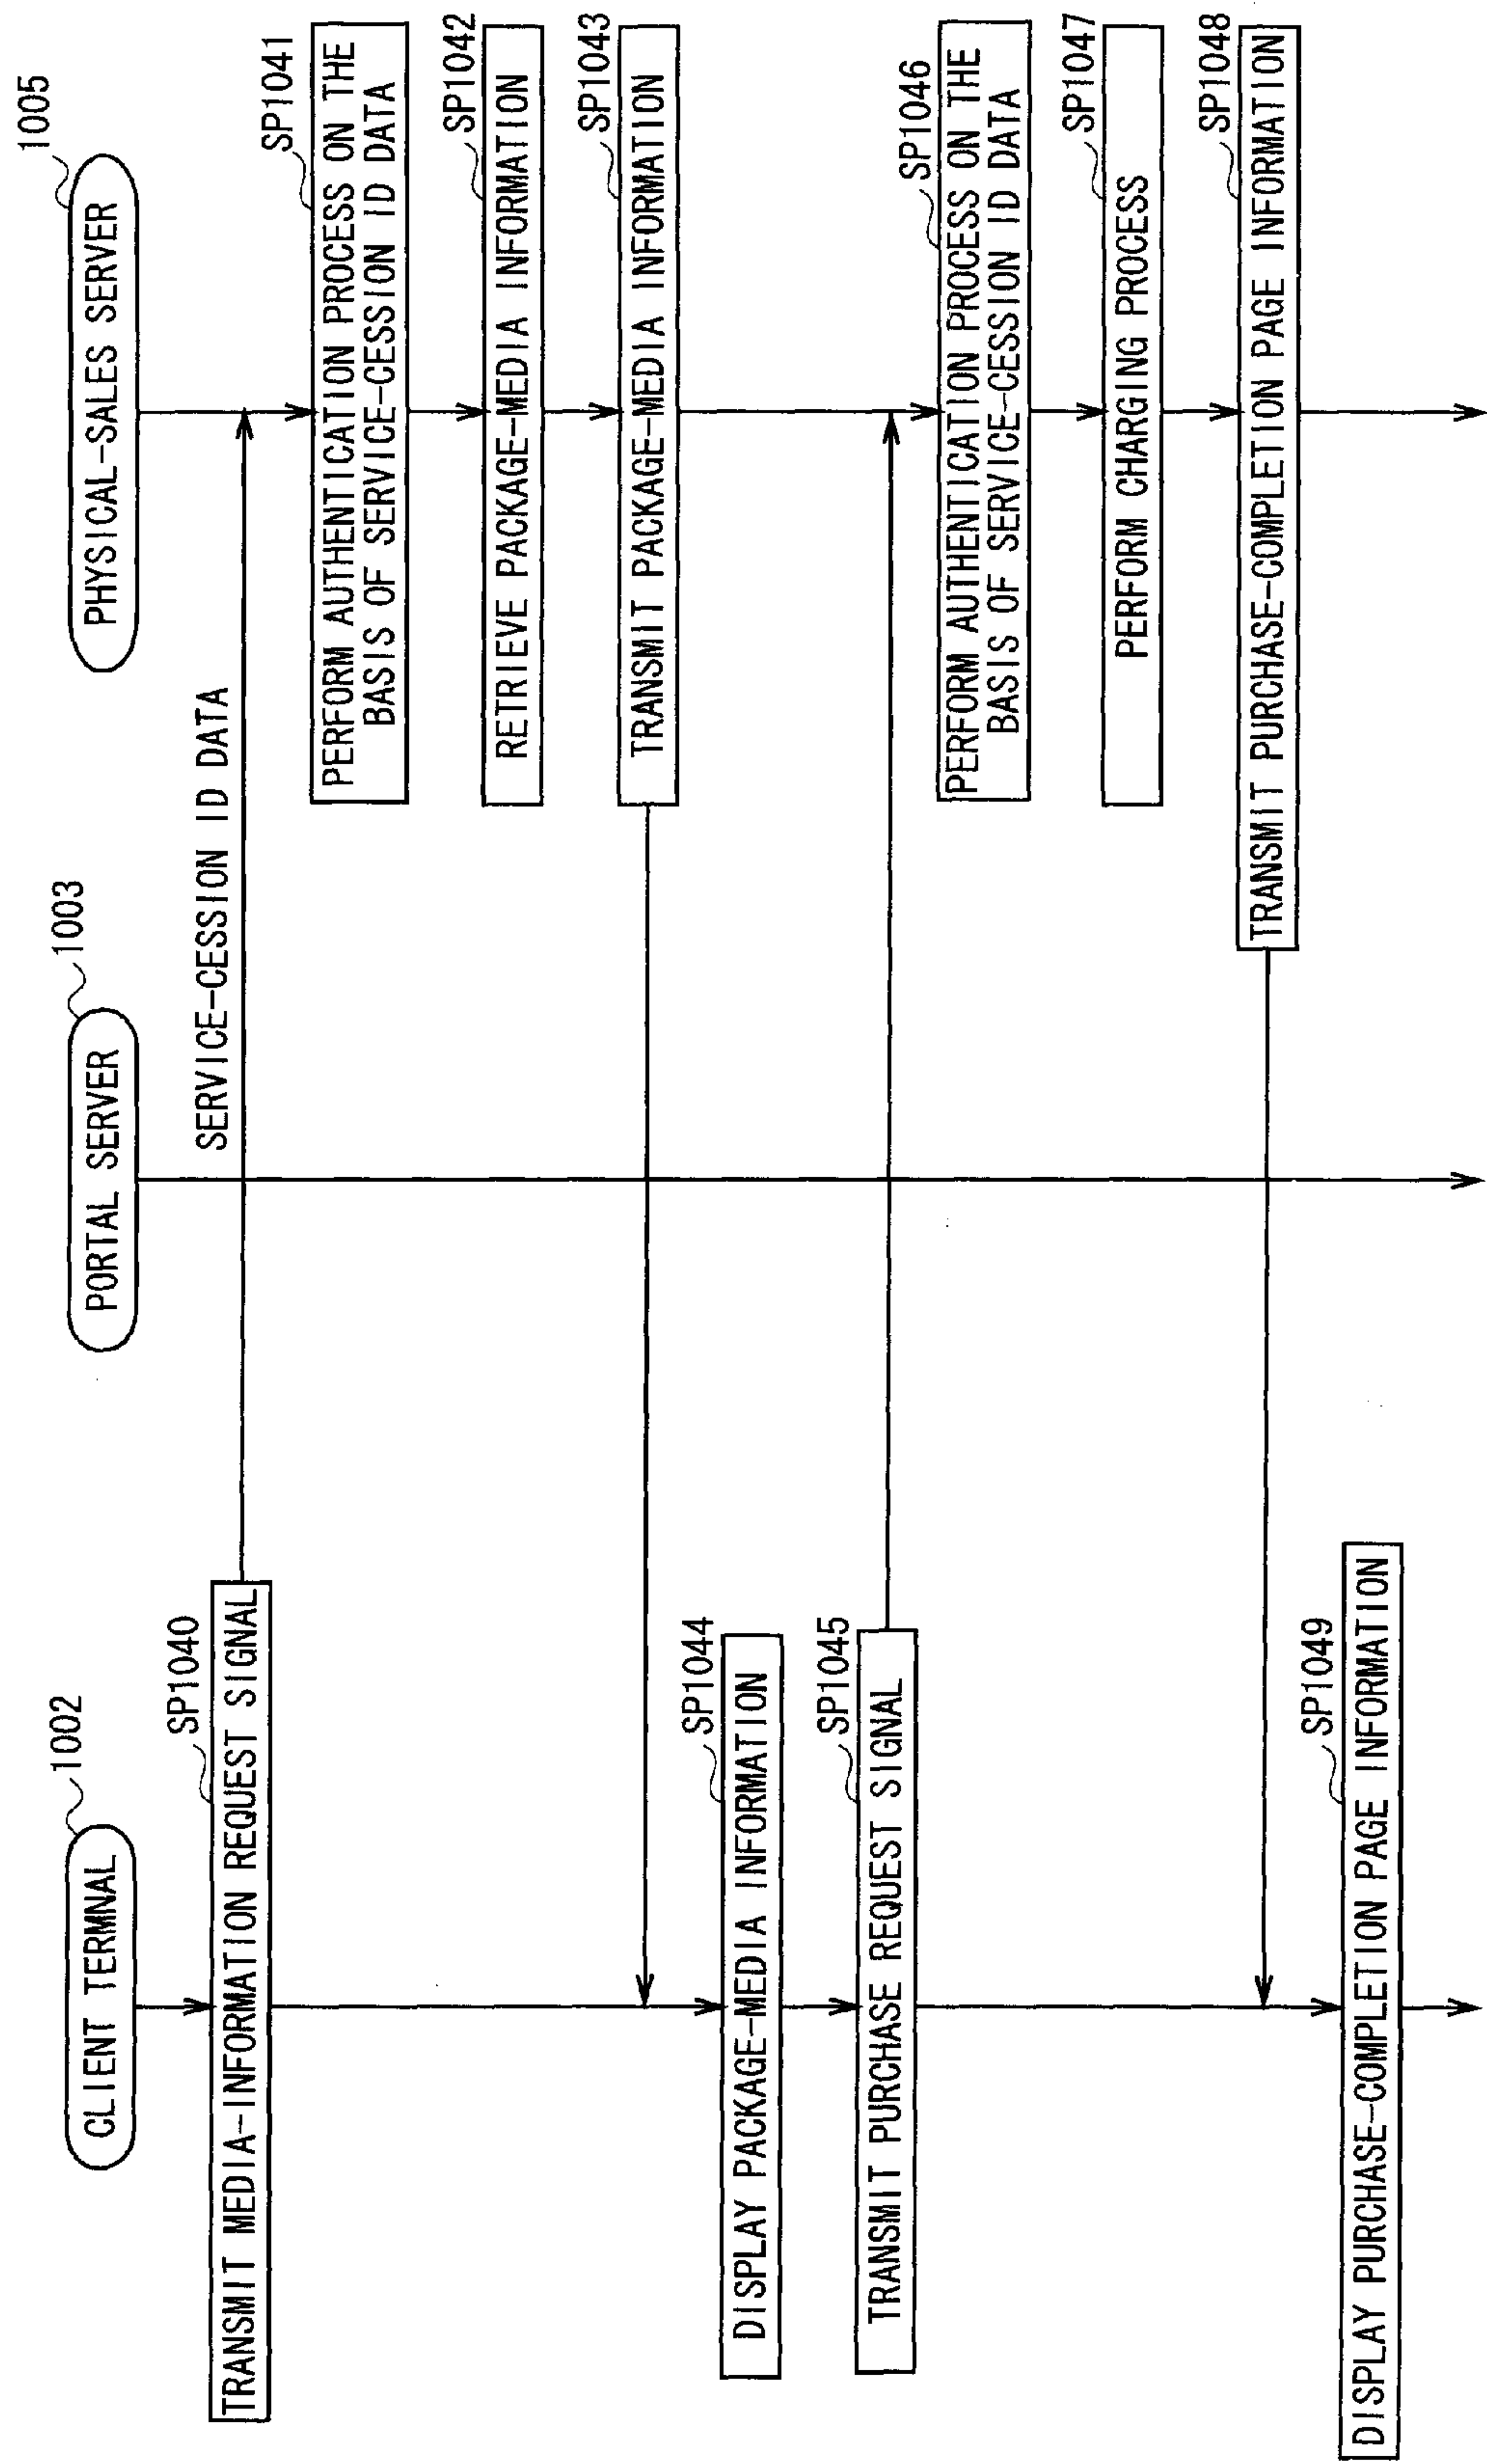 CLIENT TERMNAL
1002
PORTAL SERVER
1003
PHYSICAL-SALES SERVER
1005
SP1040
TRANSMIT MEDIA-INFORMATION REQUEST SIGNAL
SERVICE-CESSION ID DATA
SP1041
PERFORM AUTHENTICATION PROCESS ON THE
BASIS OF SERVICE-CESSION ID DATA
SP1042
RETRIEVE PACKAGE-MEDIA INFORMATION
SP1043
TRANSMIT PACKAGE-MEDIA INFORMATION
SP1044
DISPLAY PACKAGE-MEDIA INFORMATION
SP1045
TRANSMIT PURCHASE REQUEST SIGNAL
SP1046
PERFORM AUTHENTICATION PROCESS ON THE
BASIS OF SERVICE-CESSION ID DATA
SP1047
PERFORM CHARGING PROCESS
SP1048
TRANSMIT PURCHASE-COMPLETION PAGE INFORMATION
SP1049
DISPLAY PURCHASE-COMPLETION PAGE INFORMATION